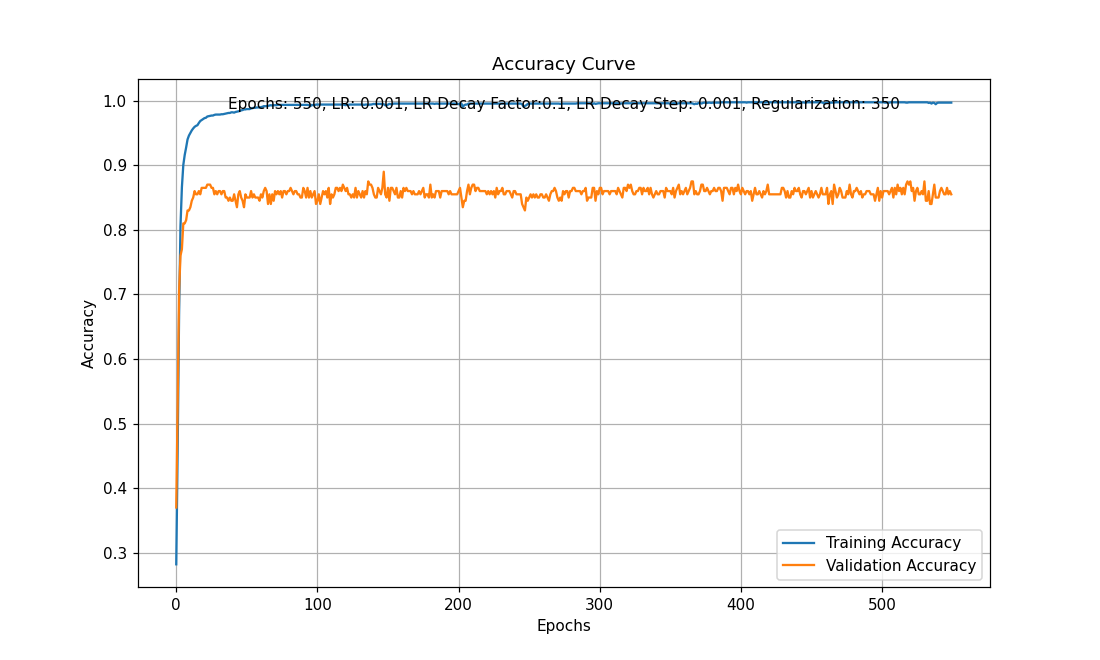 Accuracy Curve
Epochs: 550, LR: 0.001, LR Decay Factor:0.1, LR Decay Step: 0.001, Regularization: 350
1.0
0.9
0.8
0.7
0.6
0.5
0.4
0.3
Accuracy
Training Accuracy
Validation Accuracy
0 100 200 300 400 500
Epochs